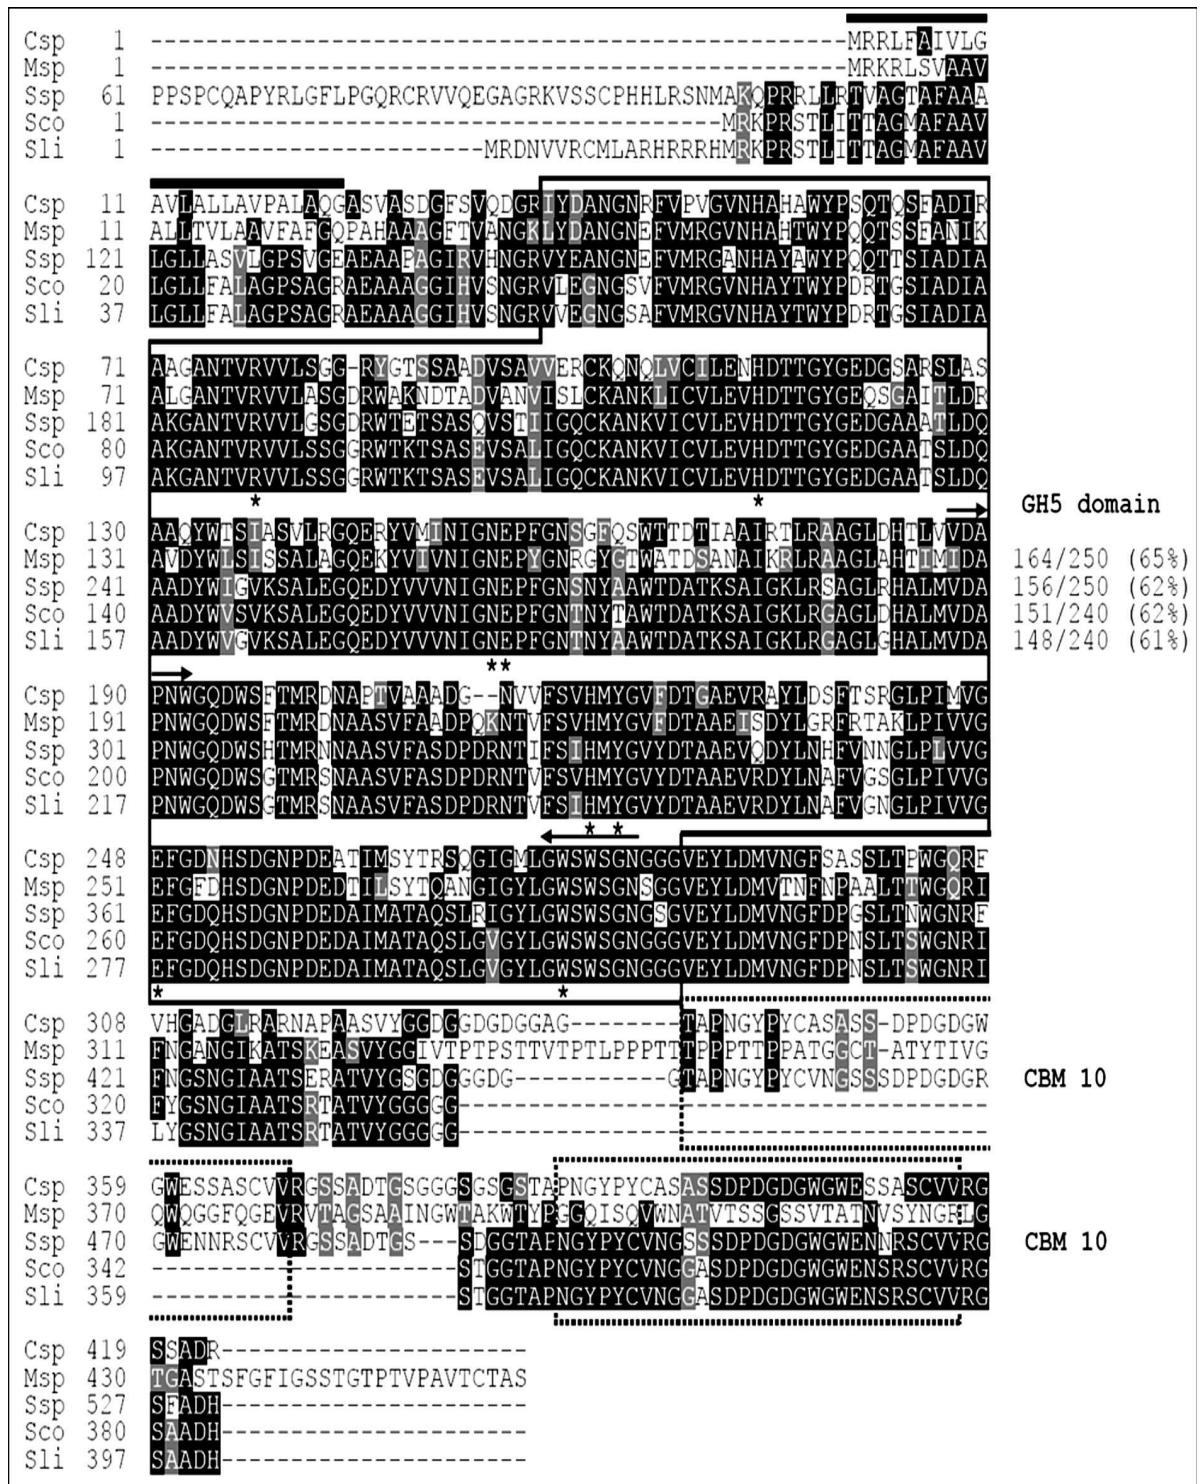 Csp 1 --------------------------------------------------MRRLFAIVLG
Msp 1 --------------------------------------------------MRKRLSVAAV
Ssp 61 PPSPCQAPYRLGFLPGQRCRVVQEGAGRKVSSCPHHLRSNMAKQPRRLLRTVAGTAFAAA
Sco 1 -----------------------------------------MRKPRSTLITTAGMAFAAV
Sli 1 ------------------------MRDNVVRCMLARHRRRHMRKPRSTLITTAGMAFAAV
Csp 11 AVLALLAVPALAQGASVASDGFSVQDGRIYDANGNRFVPVGVNHAHAWYPSQTQSFADIR
Msp 11 ALLTVLAAVFAFGQPAHAAAGFTVANGKLYDANGNEFVMRGVNHAHTWYPQQTSSFANIK
Ssp 121 LGLLASVLGPSVGEAEAAPAGIRVHNGRVYEANGNEFVMRGANHAYAWYPQQTTSIADIA
Sco 20 LGLLFALAGPSAGRAEAAAGGIHVSNGRVLEGNGSVFVMRGVNHAYTWYPDRTGSIADIA
Sli 37 LGLLFALAGPSAGRAEAAAGGIHVSNGRVVEGNGSAFVMRGVNHAYTWYPDRTGSIADIA
Csp 71 AAGANTVRVVLSGG-RYGTSSAADVSAVVERCKQNQLVCILENHDTTGYGEDGSARSLAS
Msp 71 ALGANTVRVVLASGDRWAKNDTADVANVISLCKANKLICVLEVHDTTGYGEQSGAITLDR
Ssp 181 AKGANTVRVVLGSGDRWTETSASQVSTIIGQCKANKVICVLEVHDTTGYGEDGAAATLDQ
Sco 80 AKGANTVRVVLSSGGRWTKTSASEVSALIGQCKANKVICVLEVHDTTGYGEDGAATSLDQ
Sli 97 AKGANTVRVVLSSGGRWTKTSASEVSALIGQCKANKVICVLEVHDTTGYGEDGAATSLDQ
* *
GH5 domain
Csp 130 AAQYWTSIASVLRGQERYVMINIGNEPFGNSGFQSWTTDTIAAIRTLRAAGLDHTLVVDA
Msp 131 AVDYWLSISSALAGQEKYVIVNIGNEPYGNRGYGTWATDSANAIKRLRAAGLAHTIMIDA 164/250 (65%)
Ssp 241 AADYWIGVKSALEGQEDYVVVNIGNEPFGNSNYAAWTDATKSAIGKLRSAGLRHALMVDA 156/250 (62%)
Sco 140 AADYWVSVKSALEGQEDYVVVNIGNEPFGNTNYTAWTDATKSAIGKLRGAGLDHALMVDA 151/240 (62%)
Sli 157 AADYWVGVKSALEGQEDYVVVNIGNEPFGNTNYAAWTDATKSAIGKLRGAGLGHALMVDA 148/240 (61%)
**
Csp 190 PNWGQDWSFTMRDNAPTVAAADG--NVVFSVHMYGVFDTGAEVRAYLDSFTSRGLPIMVG
Msp 191 PNWGQDWSFTMRDNAASVFAADPQKNTVFSVHMYGVFDTAAEISDYLGRFRTAKLPIVVG
Ssp 301 PNWGQDWSHTMRNNAASVFASDPDRNTIFSIHMYGVYDTAAEVQDYLNHFVNNGLPLVVG
Sco 200 PNWGQDWSGTMRSNAASVFASDPDRNTVFSVHMYGVYDTAAEVRDYLNAFVGSGLPIVVG
Sli 217 PNWGQDWSGTMRSNAASVFASDPDRNTVFSIHMYGVYDTAAEVRDYLNAFVGNGLPIVVG
* *
Csp 248 EFGDNHSDGNPDEATIMSYTRSQGIGMLGWSWSGNGGGVEYLDMVNGFSASSLTPWGQRF
Msp 251 EFGFDHSDGNPDEDTILSYTQANGIGYLGWSWSGNSGGVEYLDMVTNFNPAALTTWGQRI
Ssp 361 EFGDQHSDGNPDEDAIMATAQSLRIGYLGWSWSGNGSGVEYLDMVNGFDPGSLTNWGNRF
Sco 260 EFGDQHSDGNPDEDAIMATAQSLGVGYLGWSWSGNGGGVEYLDMVNGFDPNSLTSWGNRI
Sli 277 EFGDQHSDGNPDEDAIMATAQSLGVGYLGWSWSGNGGGVEYLDMVNGFDPNSLTSWGNRI
* *
Csp 308 VHGADGLRARNAPAASVYGGDGGDGDGGAG--------TAPNGYPYCASASS-DPDGDGW
Msp 311 FNGANGIKATSKEASVYGGIVTPTPSTTVTPTLPPPTTTPPPTTPPATGGCT-ATYTIVG
Ssp 421 FNGSNGIAATSERATVYGSGDGGGDG-----------GTAPNGYPYCVNGSSSDPDGDGR CBM 10
Sco 320 FYGSNGIAATSRTATVYGGGGG--------------------------------------
Sli 337 LYGSNGIAATSRTATVYGGGGG--------------------------------------
Csp 359 GWESSASCVVRGSSADTGSGGGSGSGSTAPNGYPYCASASSDPDGDGWGWESSASCVVRG
Msp 370 QWQGGFQGEVRVTAGSAAINGWTAKWTYPGGQISQVWNATVTSSGSSVTATNVSYNGRLG
Ssp 470 GWENNRSCVVRGSSADTGS---SDGGTAPNGYPYCVNGSSSDPDGDGWGWENNRSCVVRG CBM 10
Sco 342 ----------------------STGGTAPNGYPYCVNGGASDPDGDGWGWENSRSCVVRG
Sli 359 ----------------------STGGTAPNGYPYCVNGGASDPDGDGWGWENSRSCVVRG
Csp 419 SSADR----------------------
Msp 430 TGASTSFGFIGSSTGTPTVPAVTCTAS
Ssp 527 SFADH----------------------
Sco 380 SAADH----------------------
Sli 397 SAADH----------------------